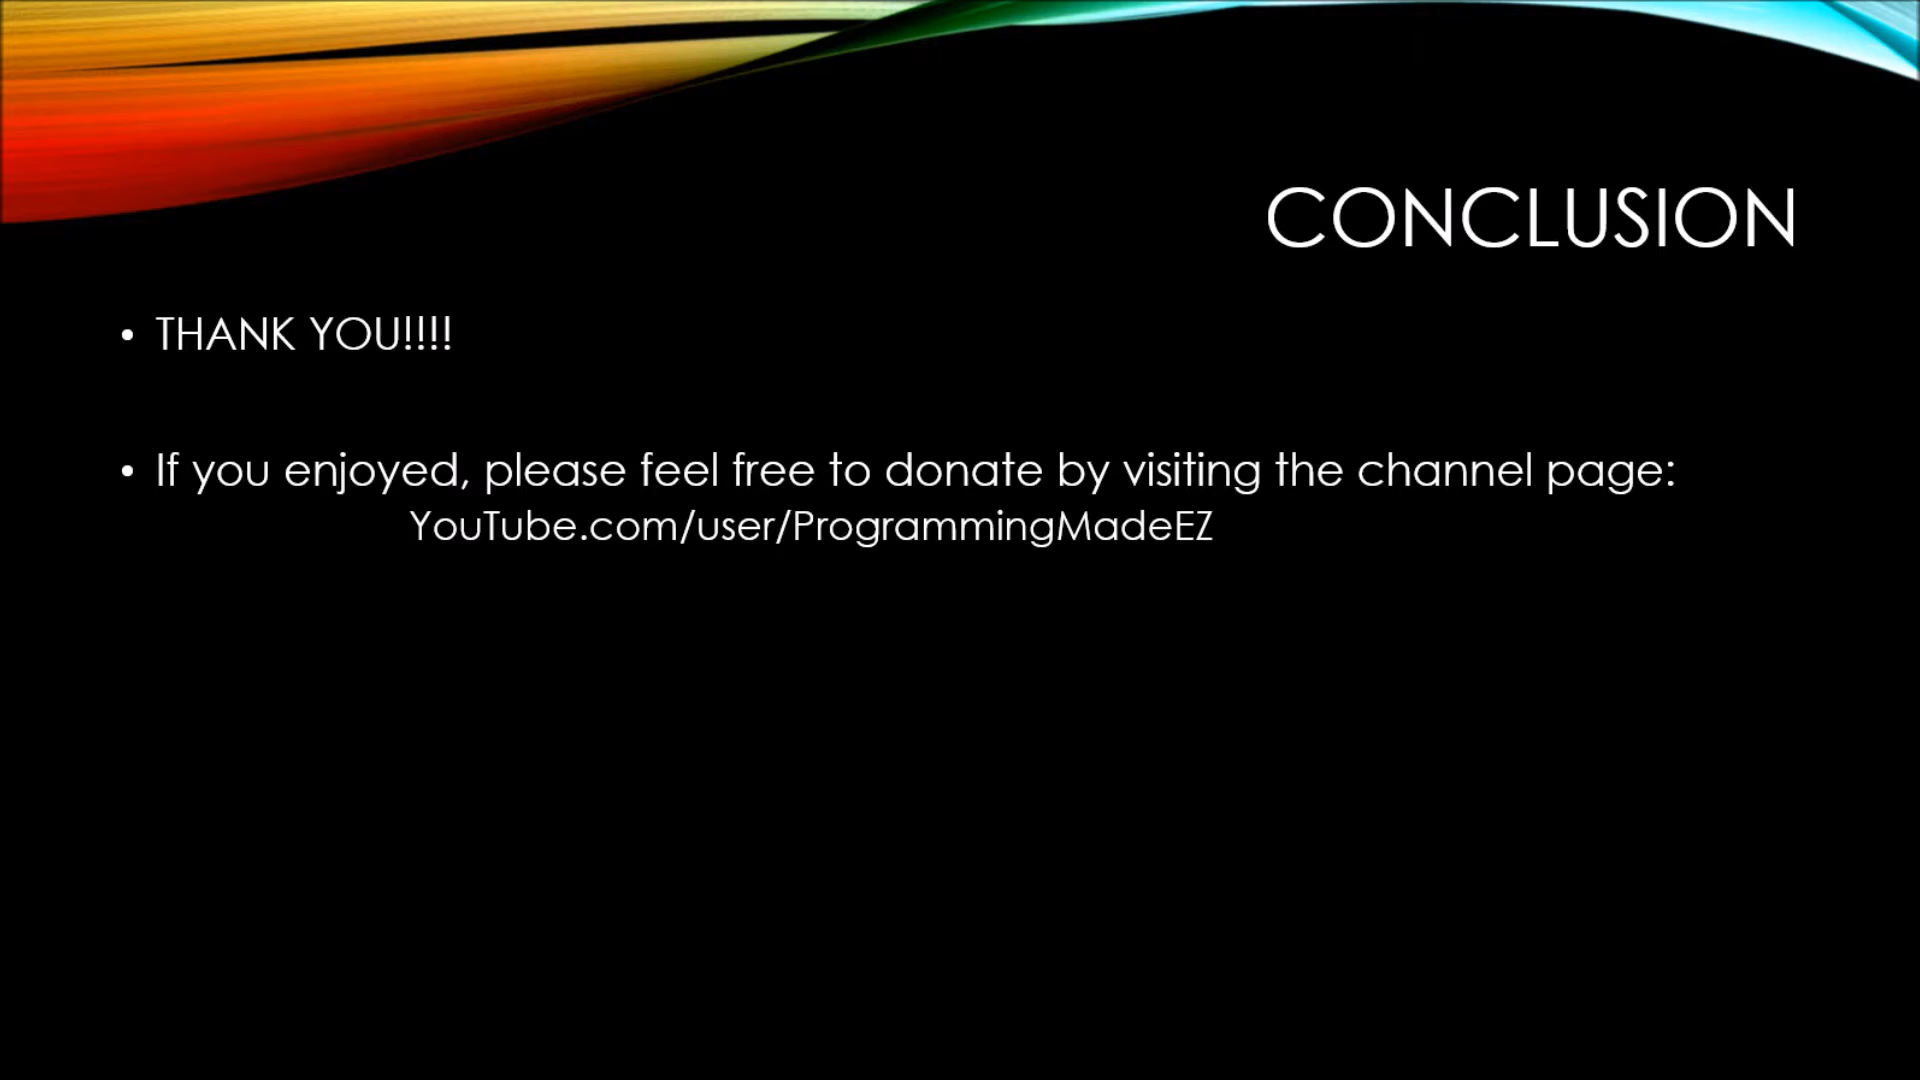 CONCLUSION
• THANK YOU!!!!
• If you enjoyed, please feel free to donate by visiting the channel page:
YouTube.com/user/ProgrammingMadeEZ